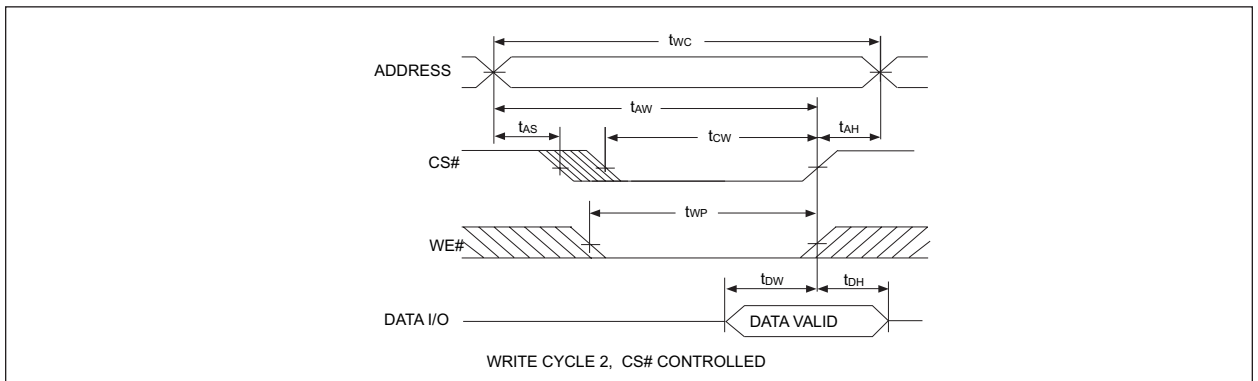 tWC
ADDRESS
tAW
tAS
tCW
tAH
CS#
tWP
WE#
tDW
tDH
DATA I/O
DATA VALID
WRITE CYCLE 2, CS# CONTROLLED